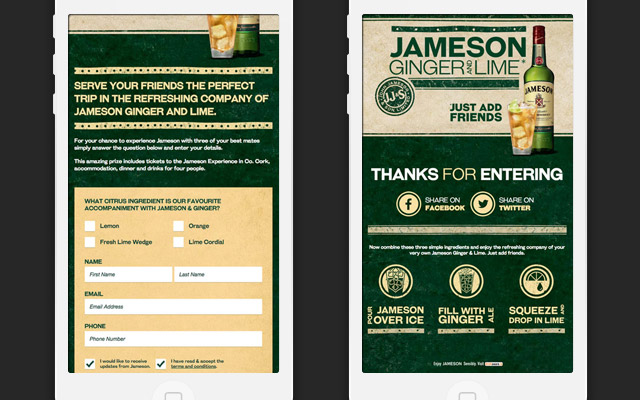 SERVE YOUR FRIENDS THE PERFECT
TRIP IN THE REFRESHING COMPANY OF
JAMESON GINGER AND LIME.
For your chance to experience Jameson with three of your best mates
simply answer the question below and enter your details.
This amazing prize includes tickets to the Jameson Experience in Co. Cork,
accommodation, dinner and drinks for four people.
WHAT CITRUS INGREDIENT IS OUR FAVOURITE
ACCOMPANIMENT WITH JAMESON & GINGER?
Lemon
Orange
Fresh Lime Wedge
Lime Cordial
NAME
First Name
Last Name
EMAIL
Email Address
PHONE
Phone Number
I would like to receive
updates from Jameson.
I have read & accept the
terms and conditions.
JAMESON
GINGER AND LIME*
JJ&S
JUST ADD
FRIENDS
JAMESON
THANKS FOR ENTERING
SHARE ON
FACEBOOK
SHARE ON
TWITTER
Now combine these three simple ingredients and enjoy the refreshing company of your
very own Jameson Ginger & Lime. Just add friends.
POUR JAMESON
OVER ICE
FILL WITH
GINGER ALE
SQUEEZE AND
DROP IN LIME
Enjoy JAMESON Sensibly. Visit